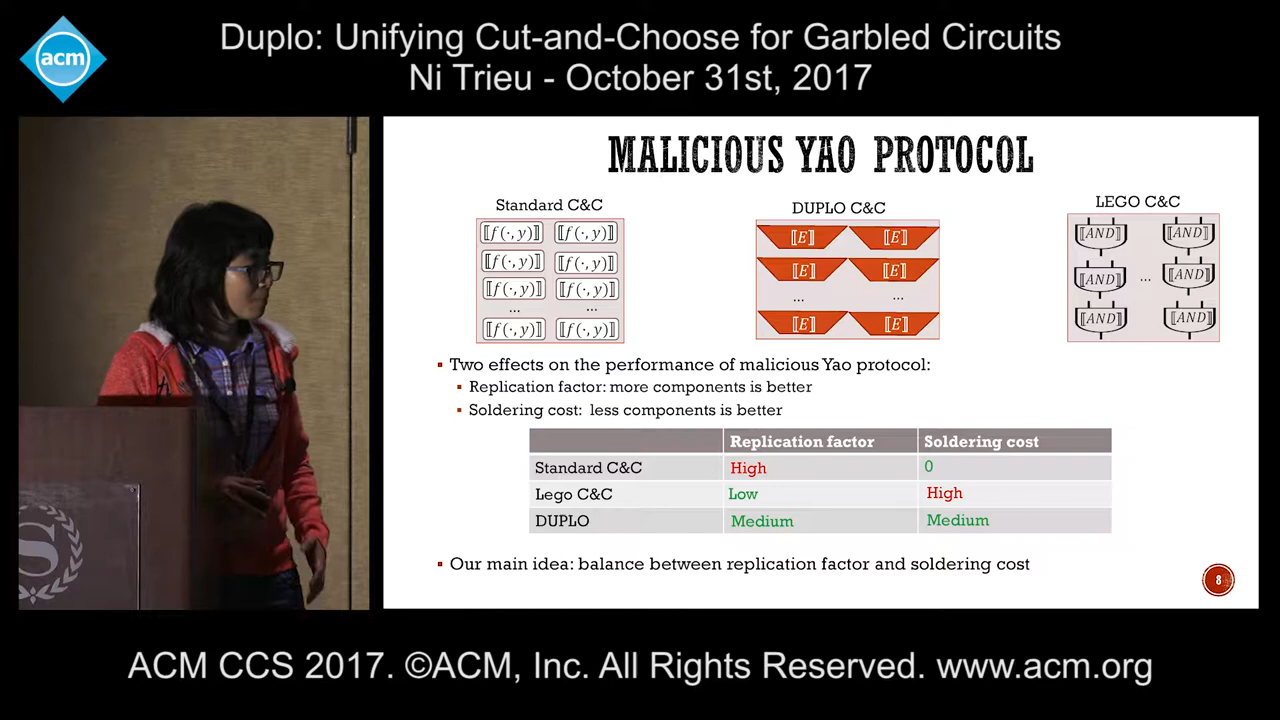 acm
Duplo: Unifying Cut-and-Choose for Garbled Circuits
Ni Trieu - October 31st, 2017
MALICIOUS YAO PROTOCOL
Standard C&C
DUPLO C&C
LEGO C&C
⟦f(·, y)⟧ ⟦f(·, y)⟧
⟦f(·, y)⟧ ⟦f(·, y)⟧
⟦f(·, y)⟧ ⟦f(·, y)⟧
... ...
⟦f(·, y)⟧ ⟦f(·, y)⟧
⟦E⟧ ⟦E⟧
⟦E⟧ ⟦E⟧
... ...
⟦E⟧ ⟦E⟧
⟦AND⟧ ⟦AND⟧
⟦AND⟧ ... ⟦AND⟧
⟦AND⟧ ⟦AND⟧
Two effects on the performance of malicious Yao protocol:
Replication factor: more components is better
Soldering cost: less components is better
Replication factor Soldering cost
Standard C&C High 0
Lego C&C Low High
DUPLO Medium Medium
Our main idea: balance between replication factor and soldering cost
8
S
ACM CCS 2017. ©ACM, Inc. All Rights Reserved. www.acm.org